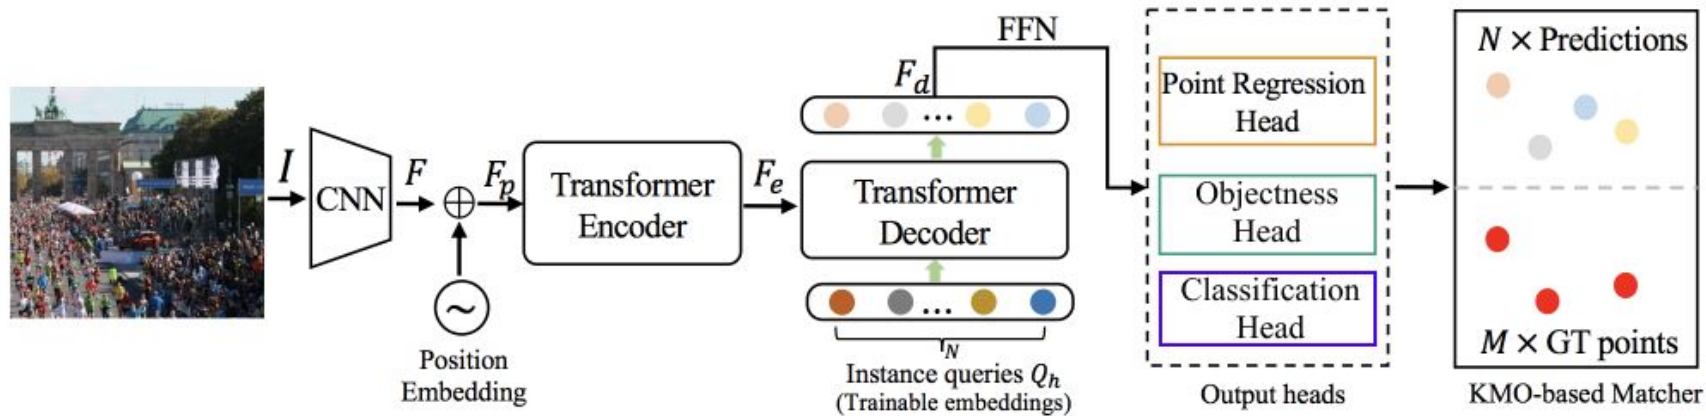 I
CNN
F
F_p
Position
Embedding
Transformer
Encoder
F_e
F_d
...
Transformer
Decoder
...
N
Instance queries Q_h
(Trainable embeddings)
FFN
Point Regression
Head
Objectness
Head
Classification
Head
Output heads
N × Predictions
M × GT points
KMO-based Matcher